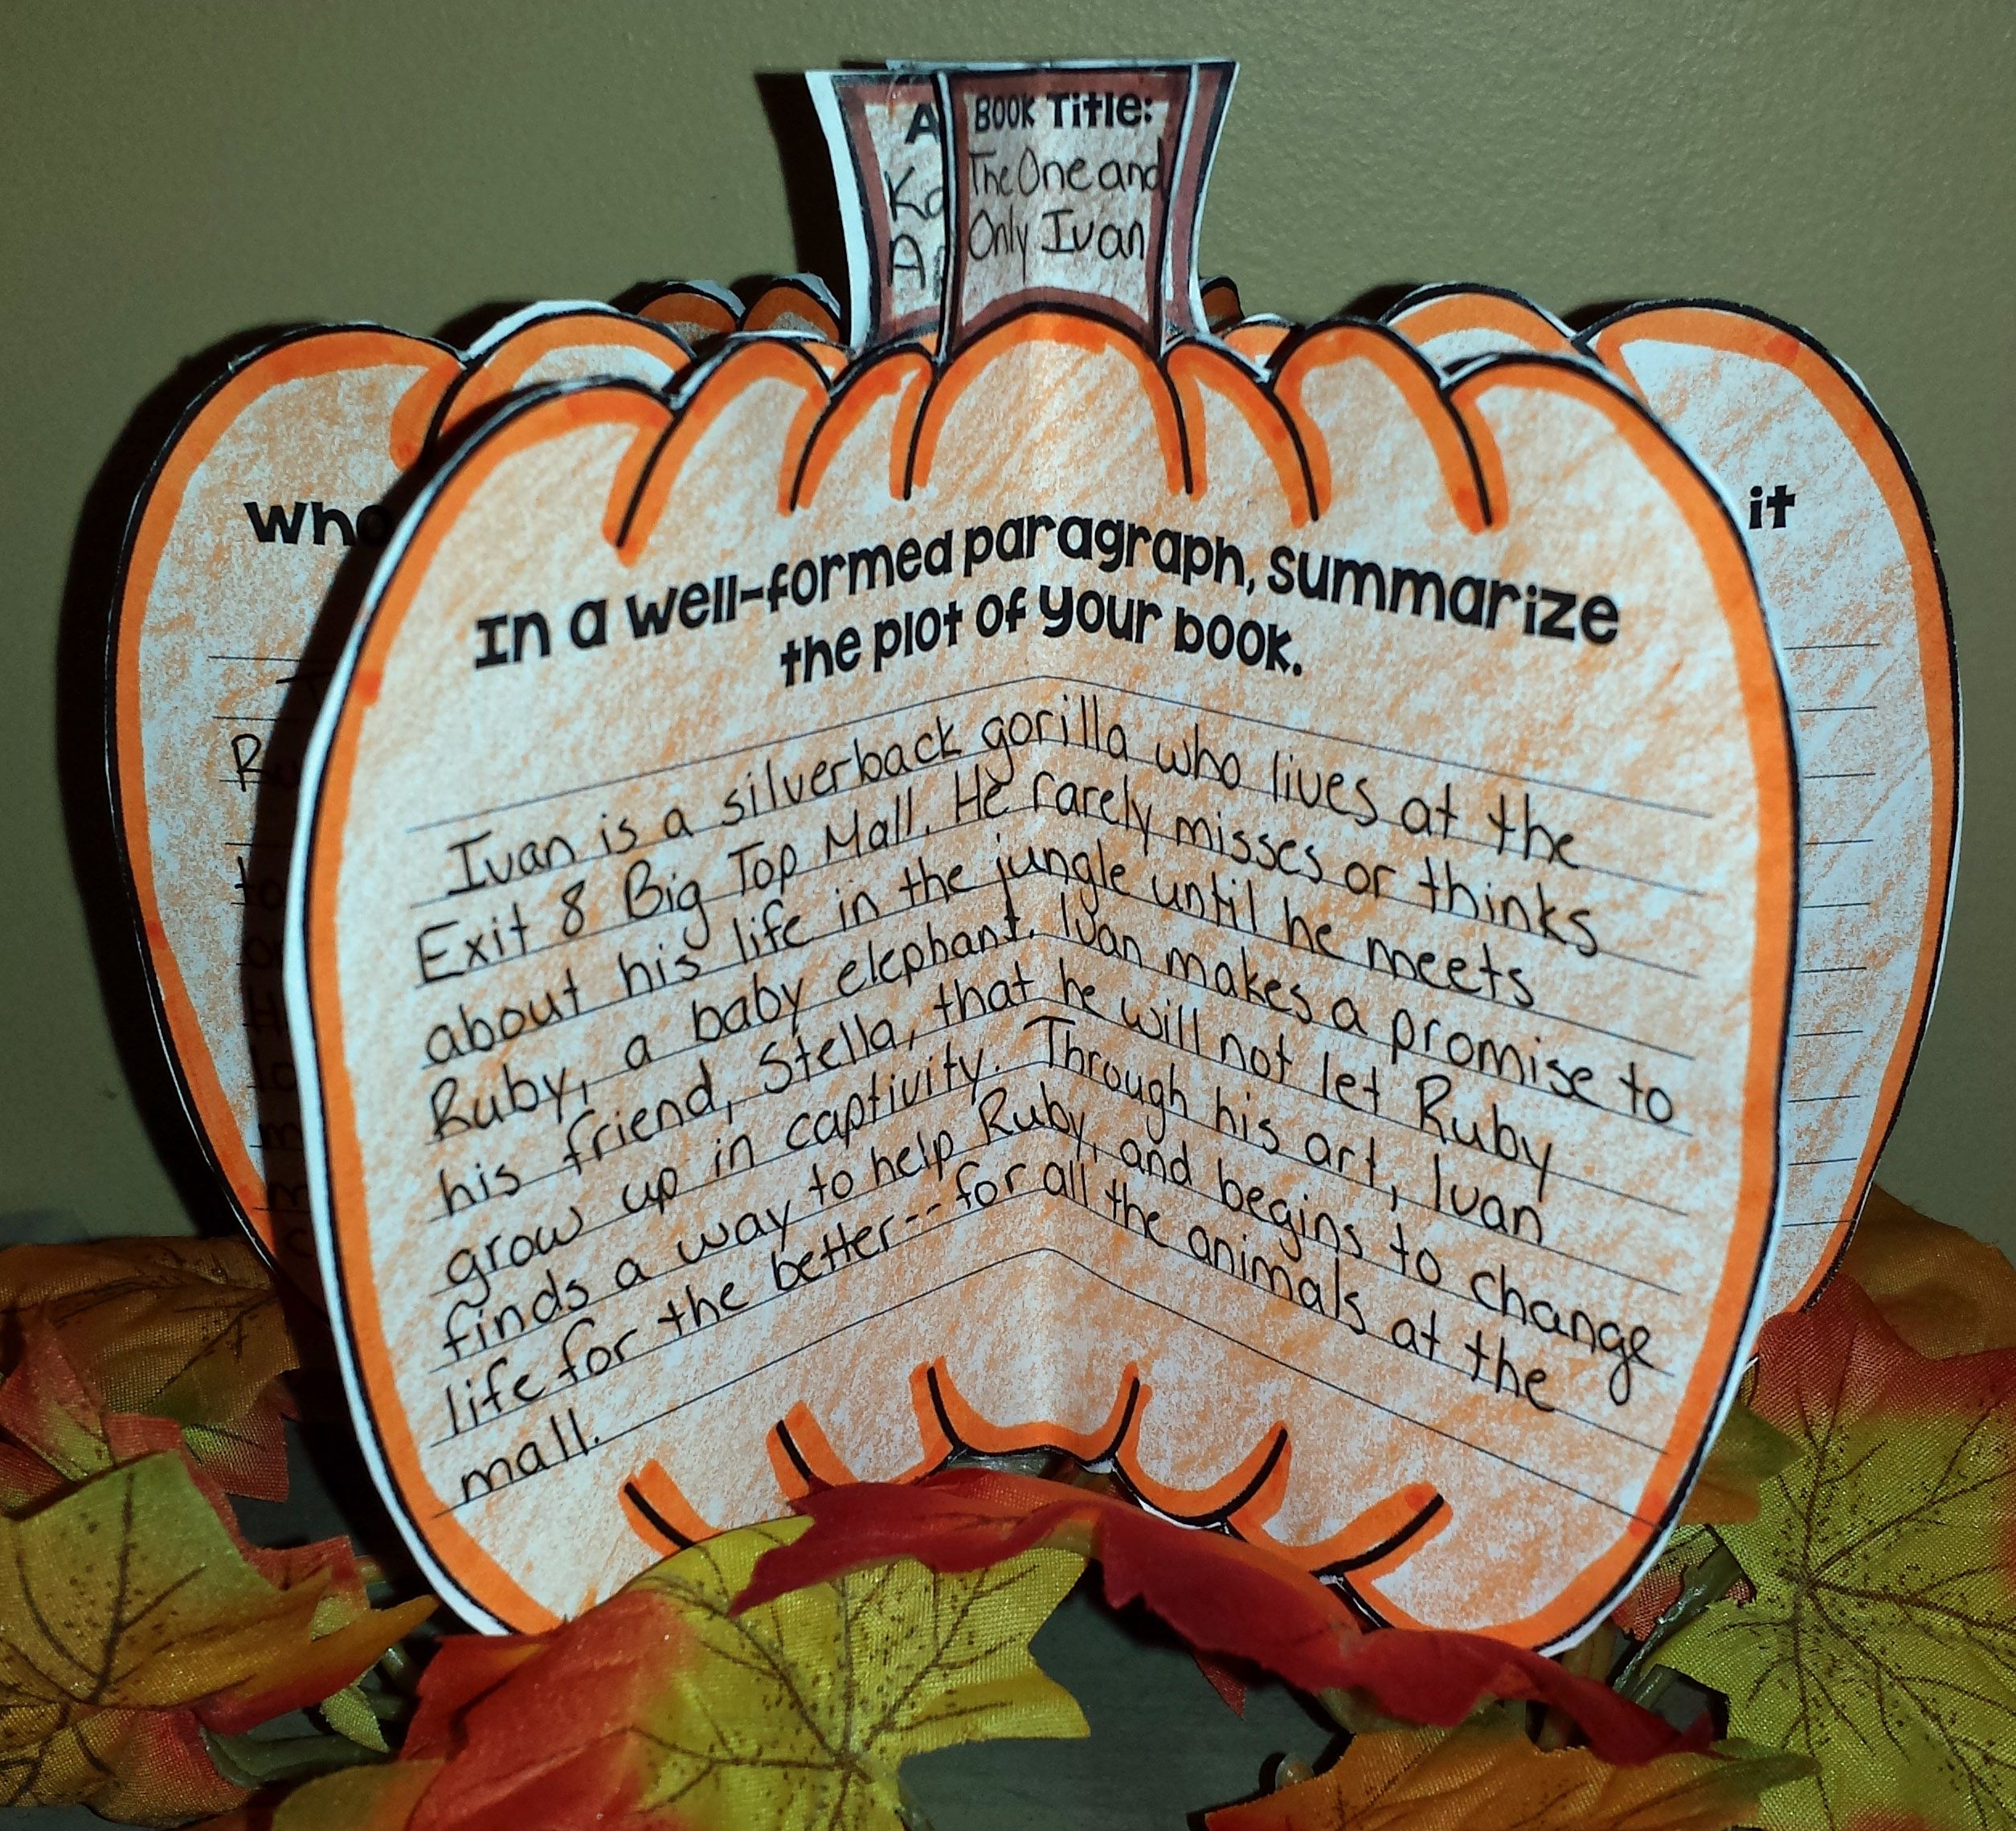 BOOK Title:
The One and
Only Ivan
A
In a well-formed paragraph, summarize
the plot of your book.
Ivan is a silverback gorilla who lives at the
Exit 8 Big Top Mall. He rarely misses or thinks
about his life in the jungle until he meets
Ruby, a baby elephant. Ivan makes a promise to
his friend, Stella, that he will not let Ruby
grow up in captivity. Through his art, Ivan
finds a way to help Ruby, and begins to change
life for the better--for all the animals at the
mall.
it